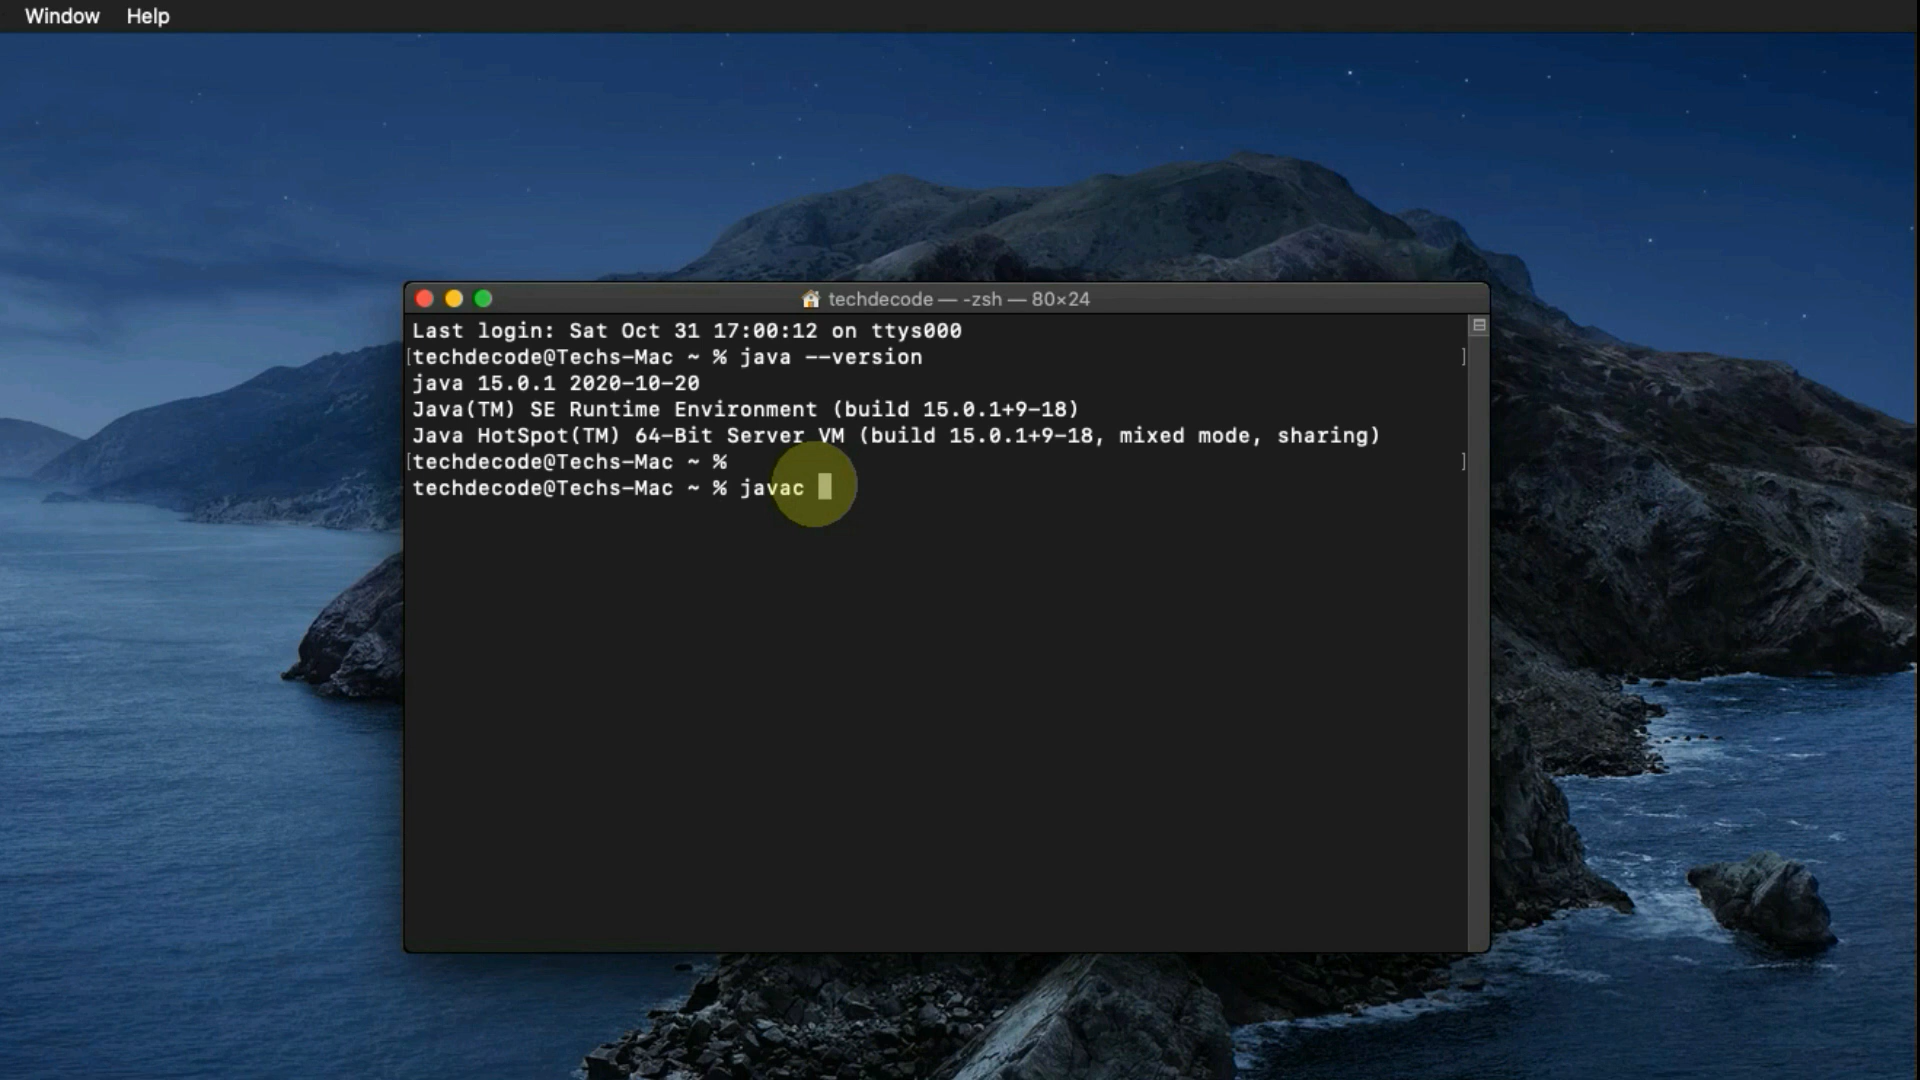 Window Help
techdecode — -zsh — 80×24
Last login: Sat Oct 31 17:00:12 on ttys000
[techdecode@Techs-Mac ~ % java --version ]
java 15.0.1 2020-10-20
Java(TM) SE Runtime Environment (build 15.0.1+9-18)
Java HotSpot(TM) 64-Bit Server VM (build 15.0.1+9-18, mixed mode, sharing)
[techdecode@Techs-Mac ~ % ]
techdecode@Techs-Mac ~ % javac